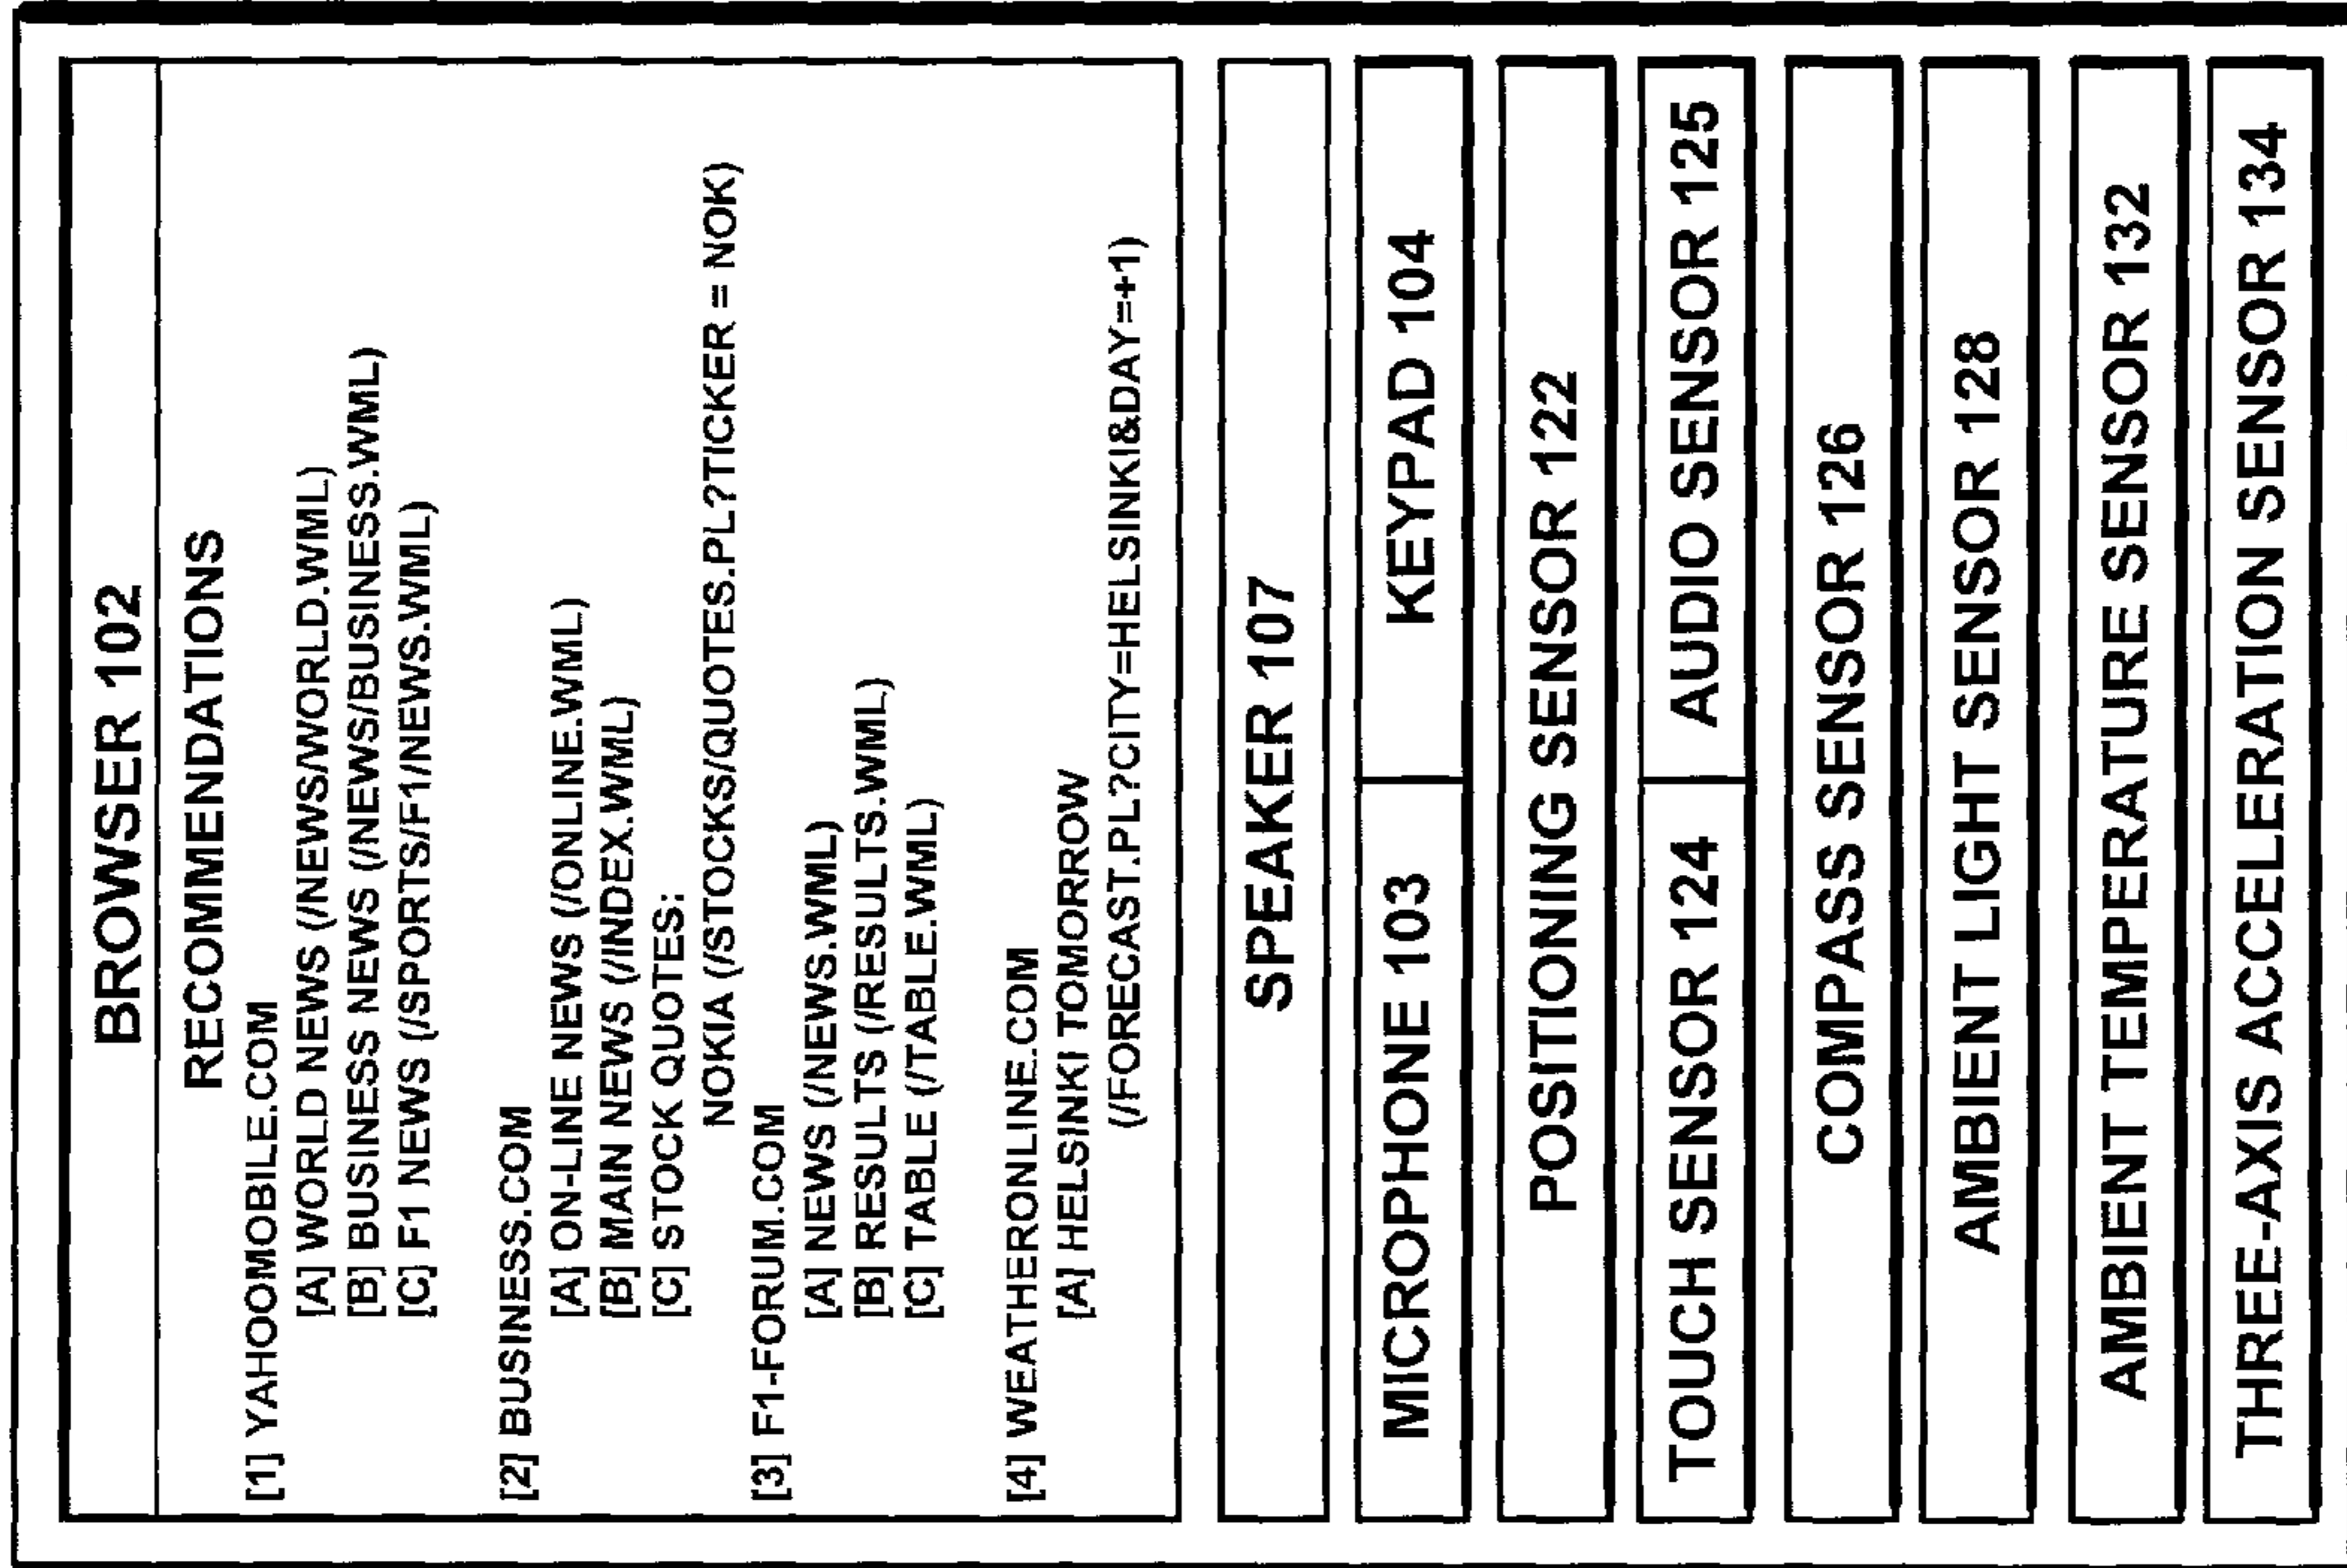 BROWSER 102
RECOMMENDATIONS
[1] YAHOOMOBILE.COM
[A] WORLD NEWS (/NEWS/WORLD.WML)
[B] BUSINESS NEWS (/NEWS/BUSINESS.WML)
[C] F1 NEWS (/SPORTS/F1/NEWS.WML)
[2] BUSINESS.COM
[A] ON-LINE NEWS (/ONLINE.WML)
[B] MAIN NEWS (/INDEX.WML)
[C] STOCK QUOTES:
NOKIA (/STOCKS/QUOTES.PL?TICKER = NOK)
[3] F1-FORUM.COM
[A] NEWS (/NEWS.WML)
[B] RESULTS (/RESULTS.WML)
[C] TABLE (/TABLE.WML)
[4] WEATHERONLINE.COM
[A] HELSINKI TOMORROW
(/FORECAST.PL?CITY=HELSINKI&DAY=+1)
SPEAKER 107
MICROPHONE 103 KEYPAD 104
POSITIONING SENSOR 122
TOUCH SENSOR 124 AUDIO SENSOR 125
COMPASS SENSOR 126
AMBIENT LIGHT SENSOR 128
AMBIENT TEMPERATURE SENSOR 132
THREE-AXIS ACCELERATION SENSOR 134